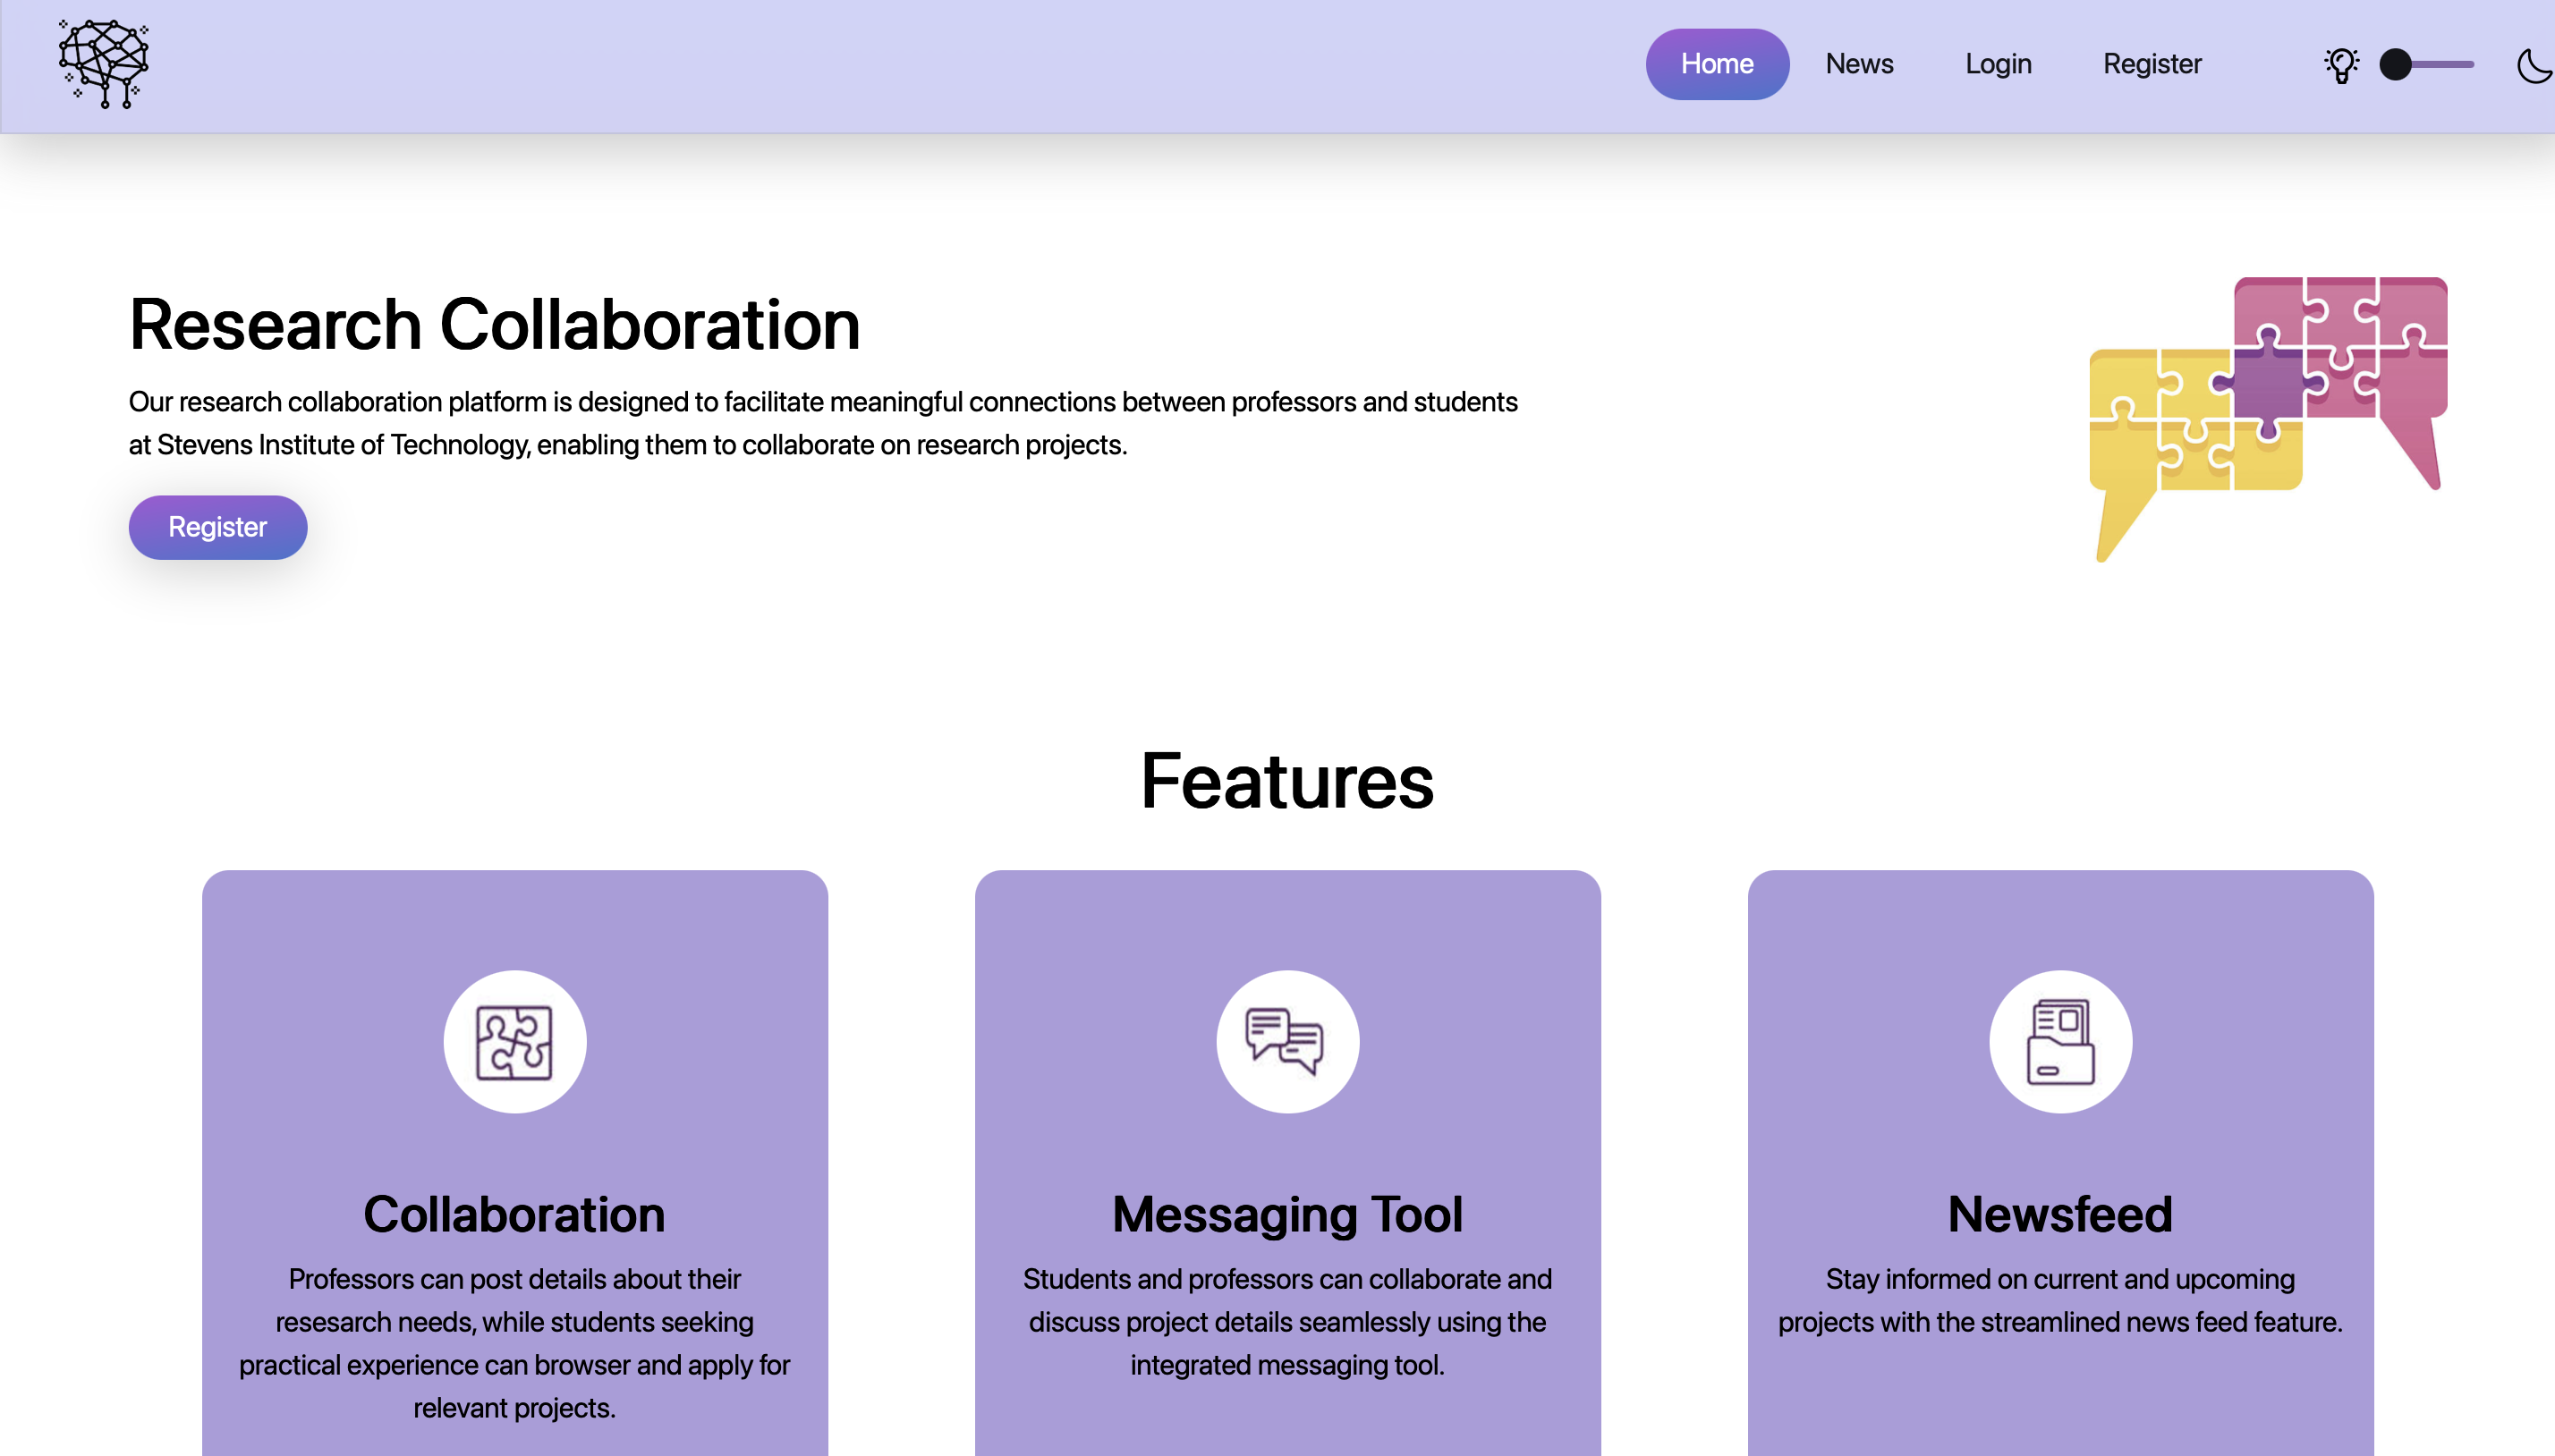 Home News Login Register
Research Collaboration
Our research collaboration platform is designed to facilitate meaningful connections between professors and students
at Stevens Institute of Technology, enabling them to collaborate on research projects.
Register
Features
Collaboration
Professors can post details about their
resesarch needs, while students seeking
practical experience can browser and apply for
relevant projects.
Messaging Tool
Students and professors can collaborate and
discuss project details seamlessly using the
integrated messaging tool.
Newsfeed
Stay informed on current and upcoming
projects with the streamlined news feed feature.